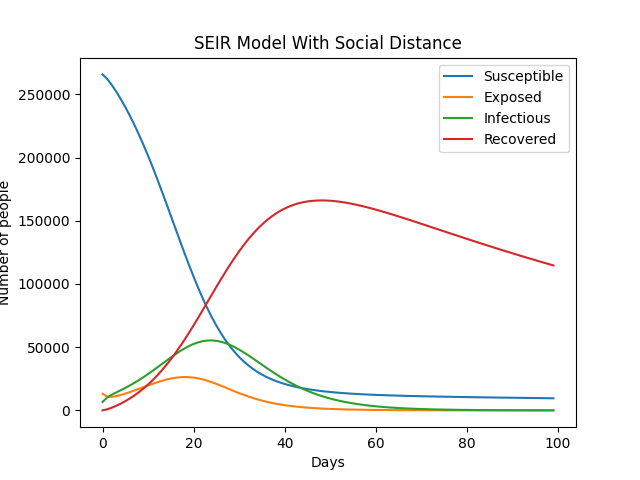 SEIR Model With Social Distance
Susceptible
Exposed
Infectious
Recovered
250000
200000
150000
100000
50000
0
Number of people
0 20 40 60 80 100
Days